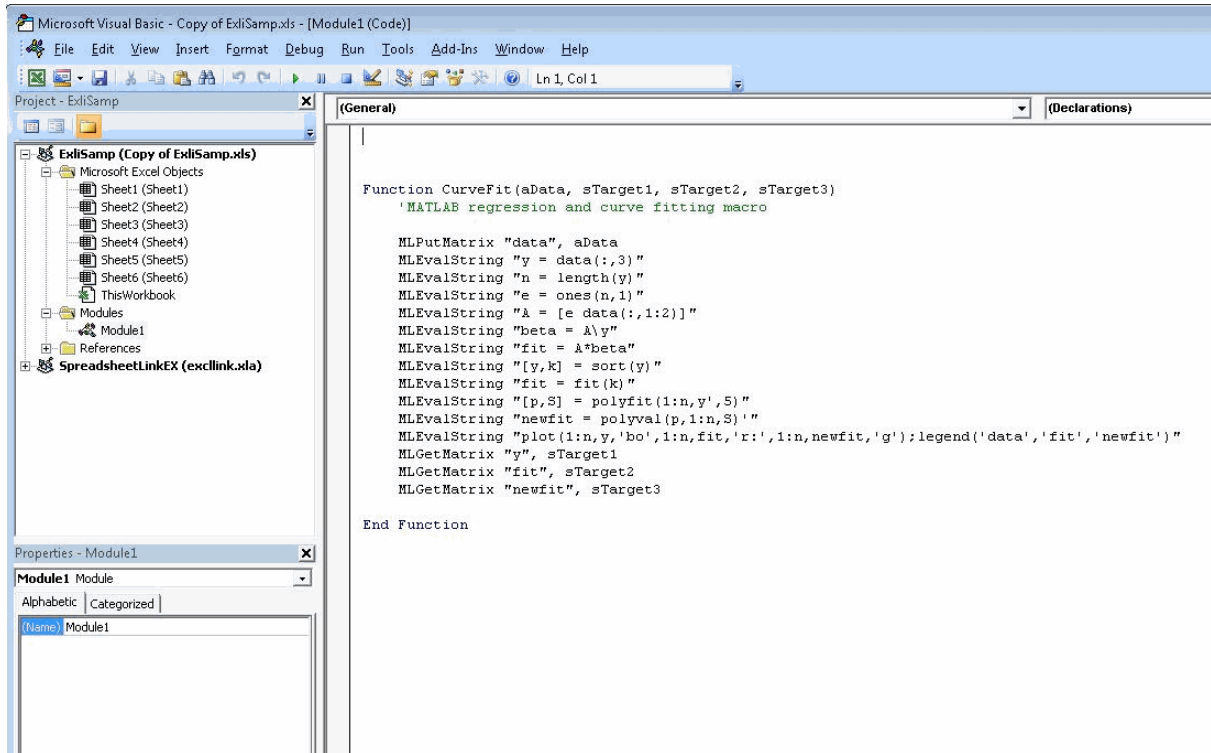 Microsoft Visual Basic - Copy of ExliSamp.xls - [Module1 (Code)]
File Edit View Insert Format Debug Run Tools Add-Ins Window Help
Ln 1, Col 1
Project - ExliSamp
ExliSamp (Copy of ExliSamp.xls)
Microsoft Excel Objects
Sheet1 (Sheet1)
Sheet2 (Sheet2)
Sheet3 (Sheet3)
Sheet4 (Sheet4)
Sheet5 (Sheet5)
Sheet6 (Sheet6)
ThisWorkbook
Modules
Module1
References
SpreadsheetLinkEX (excllink.xla)
Properties - Module1
Module1 Module
Alphabetic Categorized
(Name) Module1
(General) (Declarations)
Function CurveFit(aData, sTarget1, sTarget2, sTarget3)
'MATLAB regression and curve fitting macro
MLPutMatrix "data", aData
MLEvalString "y = data(:,3)"
MLEvalString "n = length(y)"
MLEvalString "e = ones(n,1)"
MLEvalString "A = [e data(:,1:2)]"
MLEvalString "beta = A\y"
MLEvalString "fit = A*beta"
MLEvalString "[y,k] = sort(y)"
MLEvalString "fit = fit(k)"
MLEvalString "[p,S] = polyfit(1:n,y',5)"
MLEvalString "newfit = polyval(p,1:n,S)'"
MLEvalString "plot(1:n,y,'bo',1:n,fit,'r:',1:n,newfit,'g');legend('data','fit','newfit')"
MLGetMatrix "y", sTarget1
MLGetMatrix "fit", sTarget2
MLGetMatrix "newfit", sTarget3
End Function